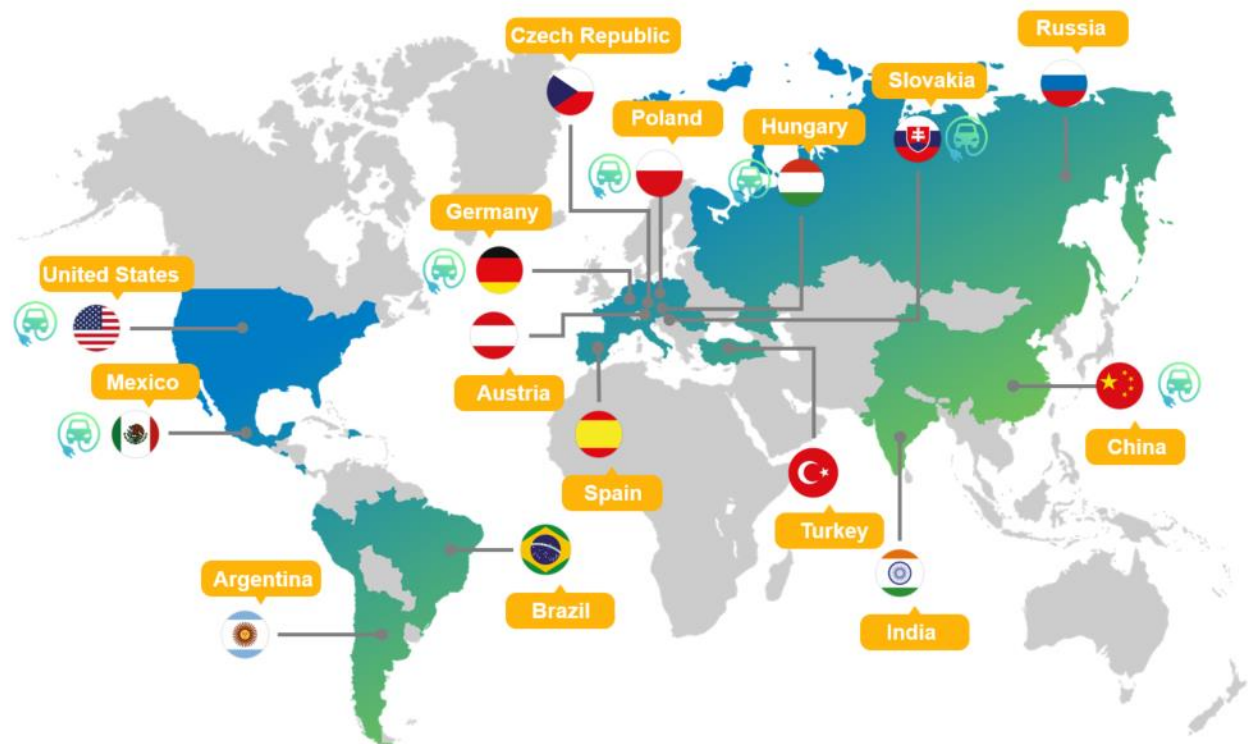 Czech Republic
Russia
Slovakia
Poland
Hungary
Germany
United States
Mexico
Austria
China
Spain
Turkey
Argentina
Brazil
India